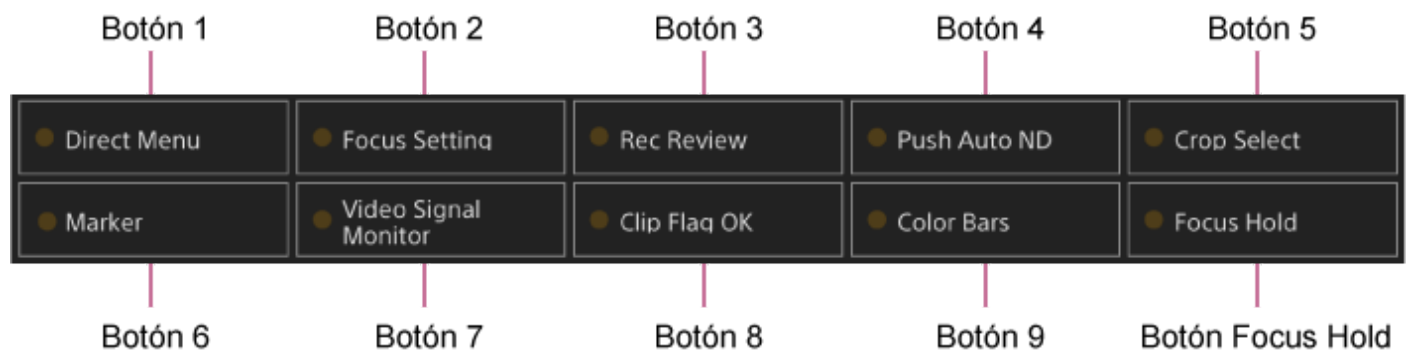 Botón 1 Botón 2 Botón 3 Botón 4 Botón 5
Direct Menu Focus Setting Rec Review Push Auto ND Crop Select
Marker Video Signal Monitor Clip Flag OK Color Bars Focus Hold
Botón 6 Botón 7 Botón 8 Botón 9 Botón Focus Hold